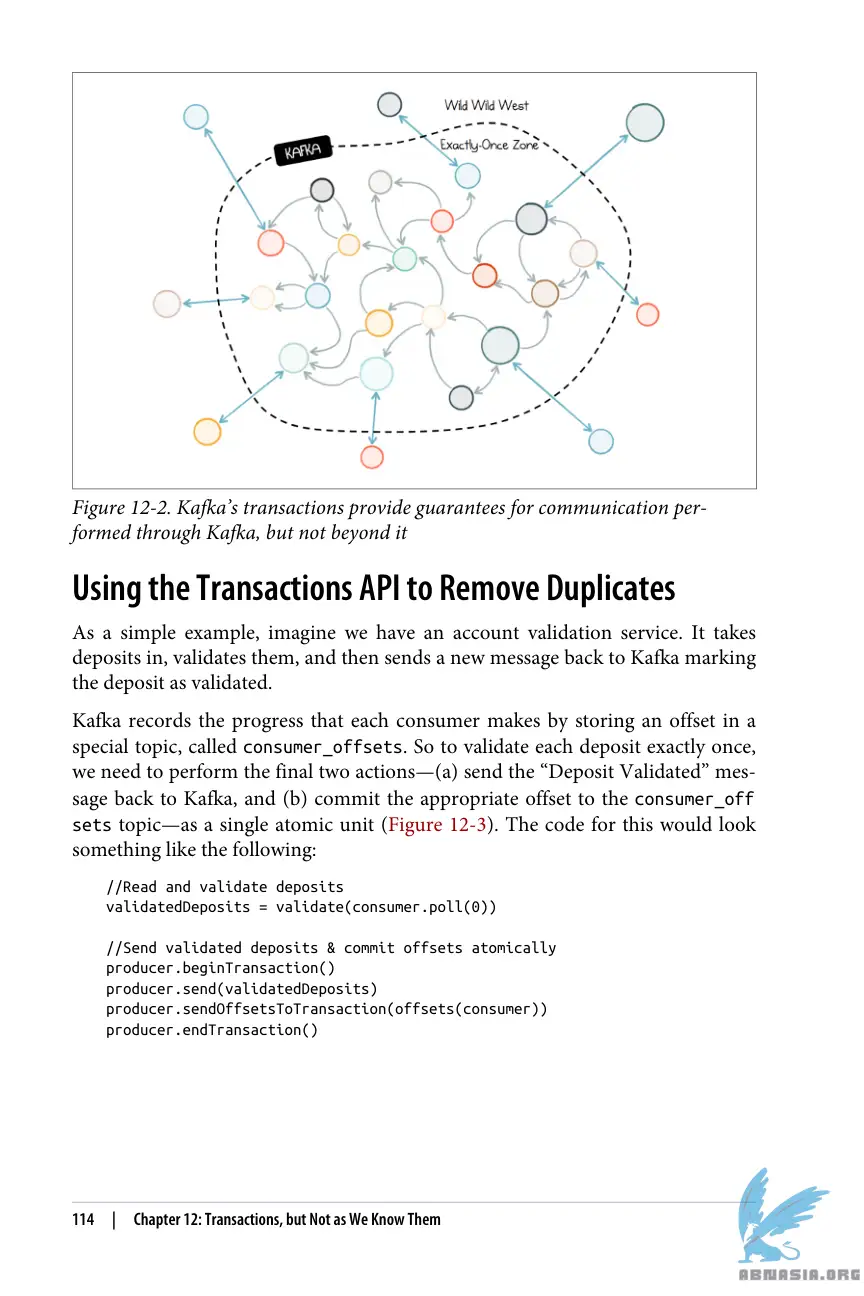 Wild Wild West
KAFKA
Exactly-Once Zone
Figure 12-2. Kafka’s transactions provide guarantees for communication per-
formed through Kafka, but not beyond it
Using the Transactions API to Remove Duplicates
As a simple example, imagine we have an account validation service. It takes
deposits in, validates them, and then sends a new message back to Kafka marking
the deposit as validated.
Kafka records the progress that each consumer makes by storing an offset in a
special topic, called consumer_offsets. So to validate each deposit exactly once,
we need to perform the final two actions—(a) send the “Deposit Validated” mes-
sage back to Kafka, and (b) commit the appropriate offset to the consumer_off
sets topic—as a single atomic unit (Figure 12-3). The code for this would look
something like the following:
//Read and validate deposits
validatedDeposits = validate(consumer.poll(0))
//Send validated deposits & commit offsets atomically
producer.beginTransaction()
producer.send(validatedDeposits)
producer.sendOffsetsToTransaction(offsets(consumer))
producer.endTransaction()
114 | Chapter 12: Transactions, but Not as We Know Them
ABNASIA.ORG